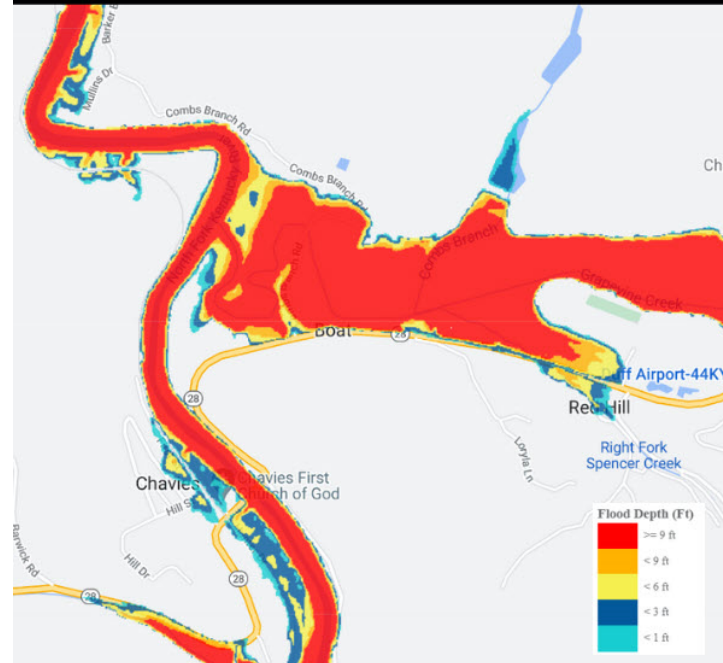 Barker B
Mullins Dr
Combs Branch Rd
Combs Branch Rd
Ch
North Fork Kentucky River
Combs Branch
Grapevine Creek
Boat
28
Duff Airport-44KY
Red Hill
28
Right Fork
Spencer Creek
Loryla Ln
Chavies
Chavies First
Church of God
Hill S
Hill Dr
Barwick Rd
28
28
Flood Depth (Ft)
>= 9 ft
< 9 ft
< 6 ft
< 3 ft
< 1 ft